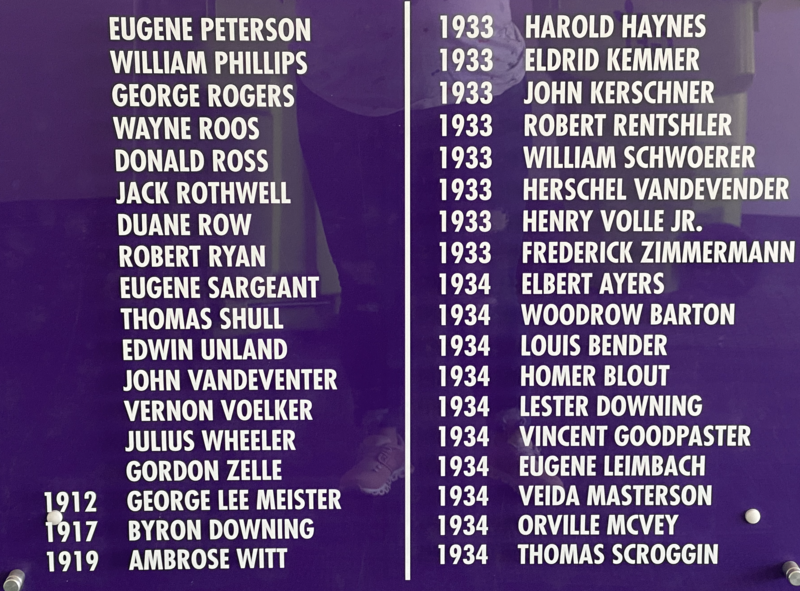 EUGENE PETERSON
WILLIAM PHILLIPS
GEORGE ROGERS
WAYNE ROOS
DONALD ROSS
JACK ROTHWELL
DUANE ROW
ROBERT RYAN
EUGENE SARGEANT
THOMAS SHULL
EDWIN UNLAND
JOHN VANDEVENTER
VERNON VOELKER
JULIUS WHEELER
GORDON ZELLE
1912 GEORGE LEE MEISTER
1917 BYRON DOWNING
1919 AMBROSE WITT
1933 HAROLD HAYNES
1933 ELDRID KEMMER
1933 JOHN KERSCHNER
1933 ROBERT RENTSHLER
1933 WILLIAM SCHWOERER
1933 HERSCHEL VANDEVENDER
1933 HENRY VOLLE JR.
1933 FREDERICK ZIMMERMANN
1934 ELBERT AYERS
1934 WOODROW BARTON
1934 LOUIS BENDER
1934 HOMER BLOUT
1934 LESTER DOWNING
1934 VINCENT GOODPASTER
1934 EUGENE LEIMBACH
1934 VEIDA MASTERSON
1934 ORVILLE MCVEY
1934 THOMAS SCROGGIN